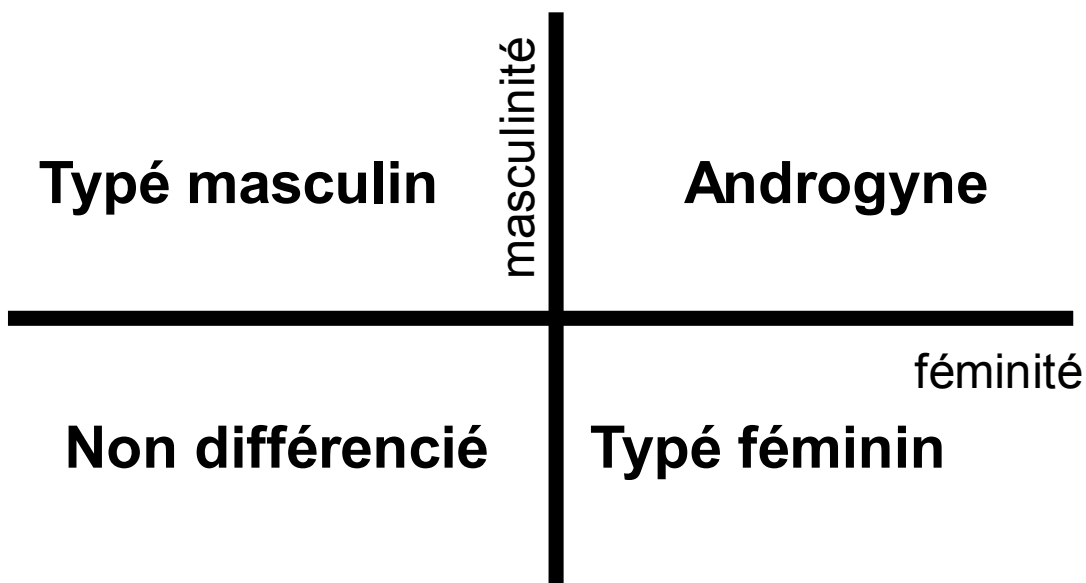 masculinité
Typé masculin
Androgyne
féminité
Non différencié
Typé féminin